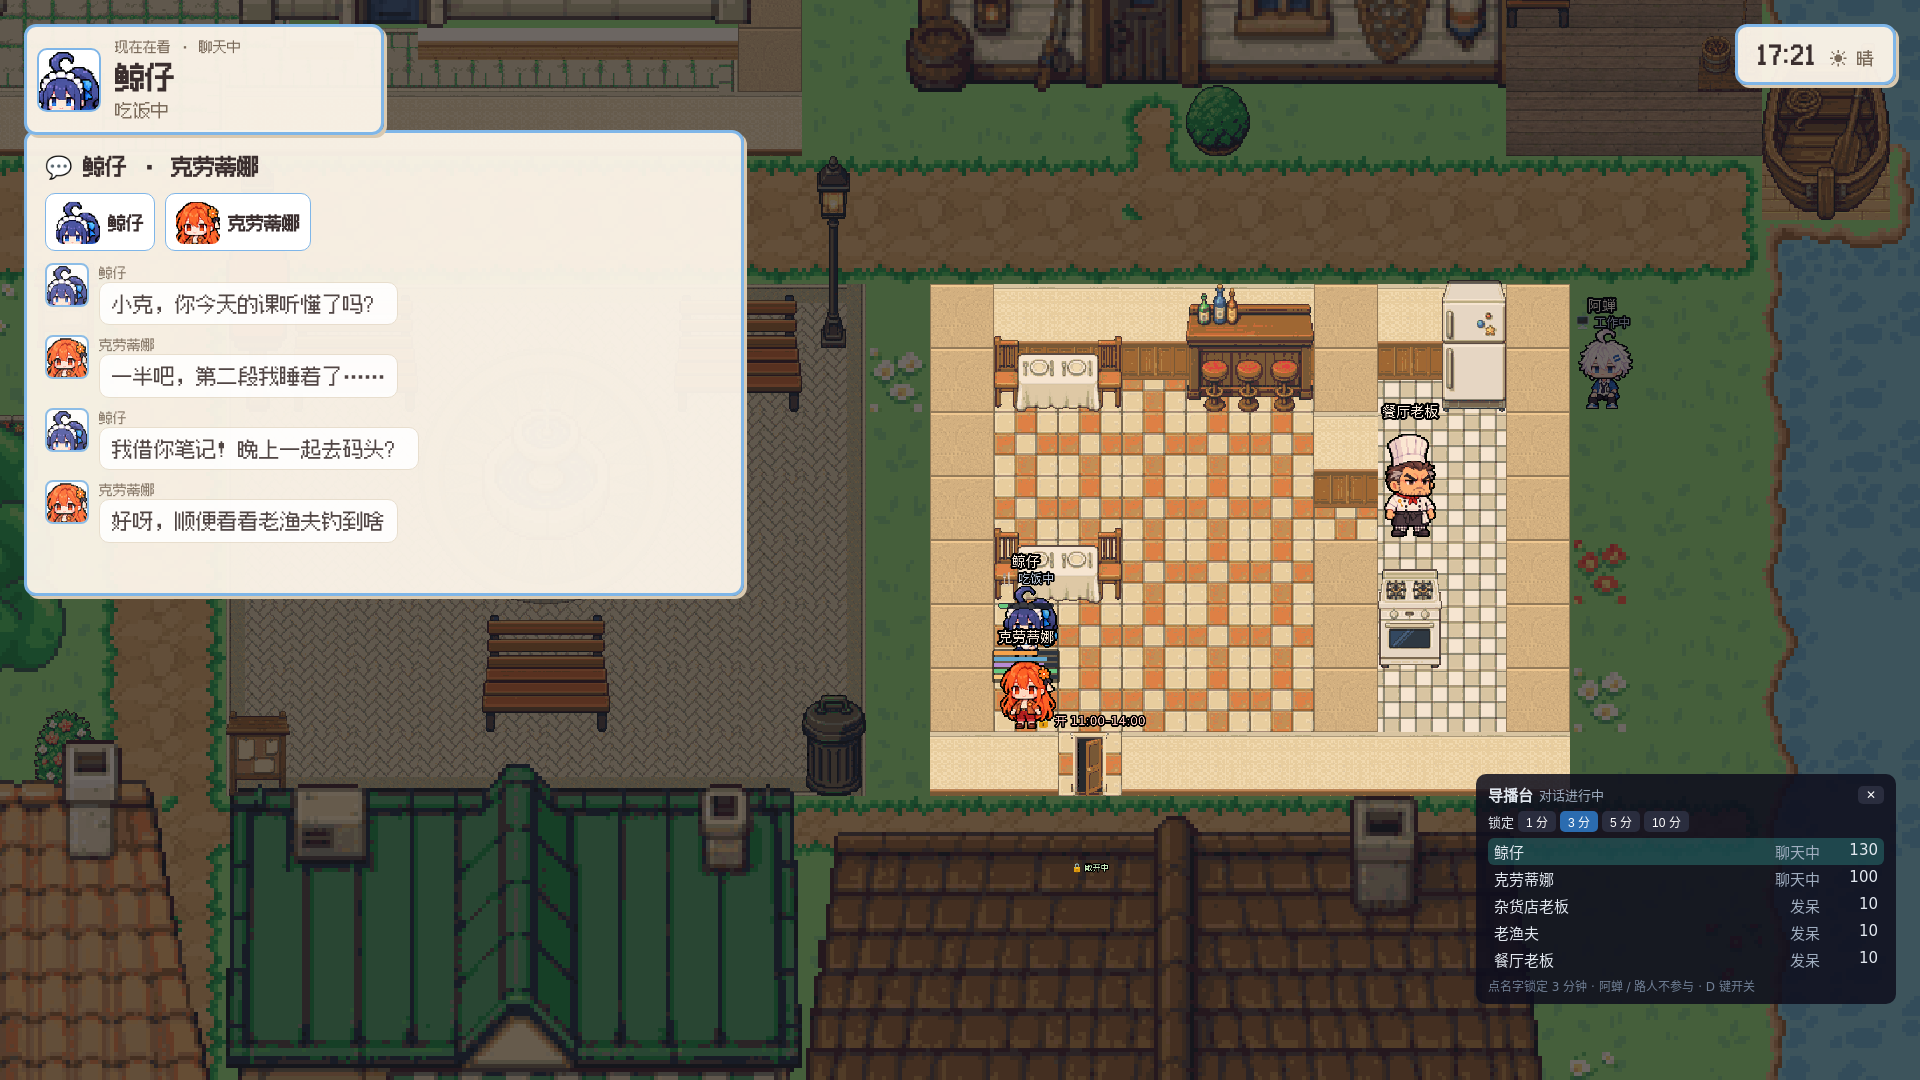 现在在看 · 聊天中
鲸仔
吃饭中
17:21 晴
鲸仔 · 克劳蒂娜
鲸仔
克劳蒂娜
鲸仔
小克，你今天的课听懂了吗？
克劳蒂娜
一半吧，第二段我睡着了……
鲸仔
我借你笔记！晚上一起去码头？
克劳蒂娜
好呀，顺便看看老渔夫钓到啥
阿蝉
工作中
餐厅老板
鲸仔
吃饭中
克劳蒂娜
开 11:00-14:00
导播台 对话进行中
×
锁定 1 分 3 分 5 分 10 分
鲸仔 聊天中 130
克劳蒂娜 聊天中 100
杂货店老板 发呆 10
老渔夫 发呆 10
餐厅老板 发呆 10
点名字锁定 3 分钟 · 阿蝉 / 路人不参与 · D 键开关